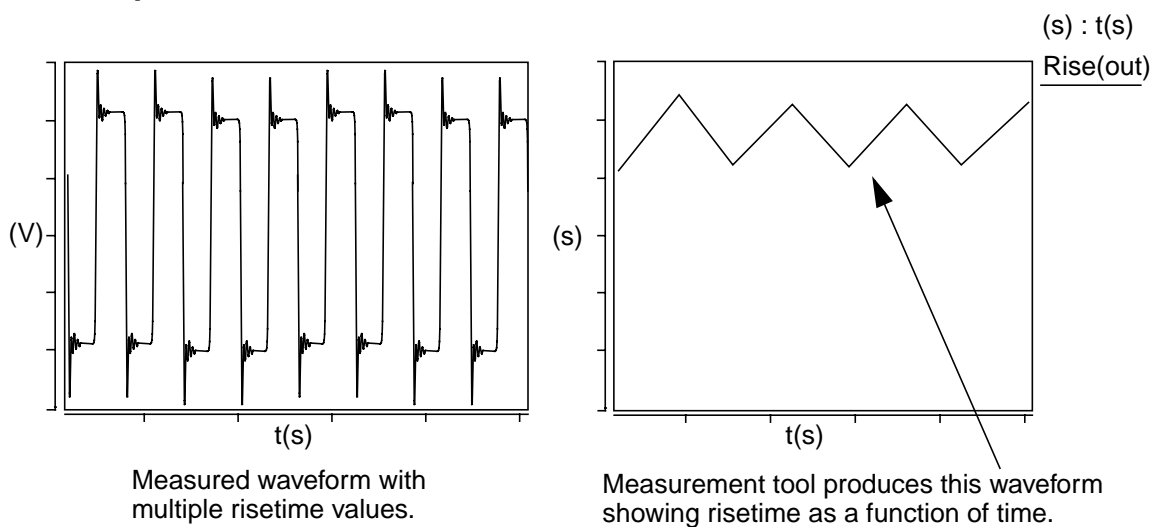 (s) : t(s)
Rise(out)
(V)
(s)
t(s)
t(s)
Measured waveform with
multiple risetime values.
Measurement tool produces this waveform
showing risetime as a function of time.